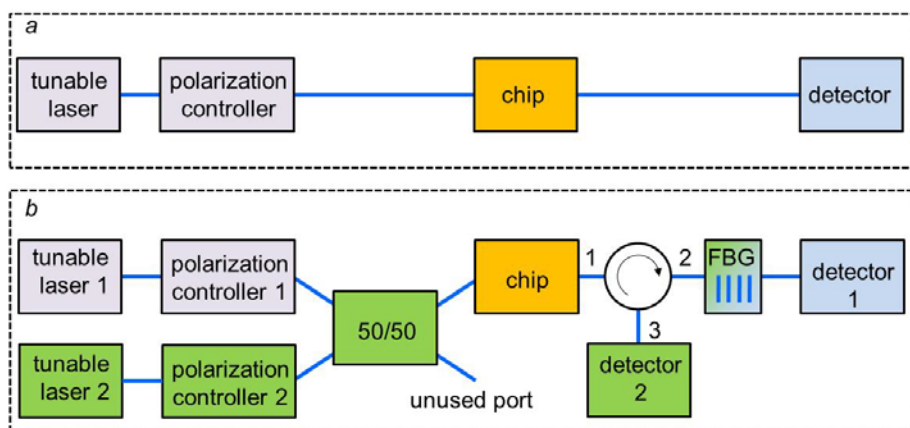 a
tunable
laser
polarization
controller
chip
detector
b
tunable
laser 1
polarization
controller 1
chip
1
2
FBG
detector
1
50/50
3
tunable
laser 2
polarization
controller 2
unused port
detector
2